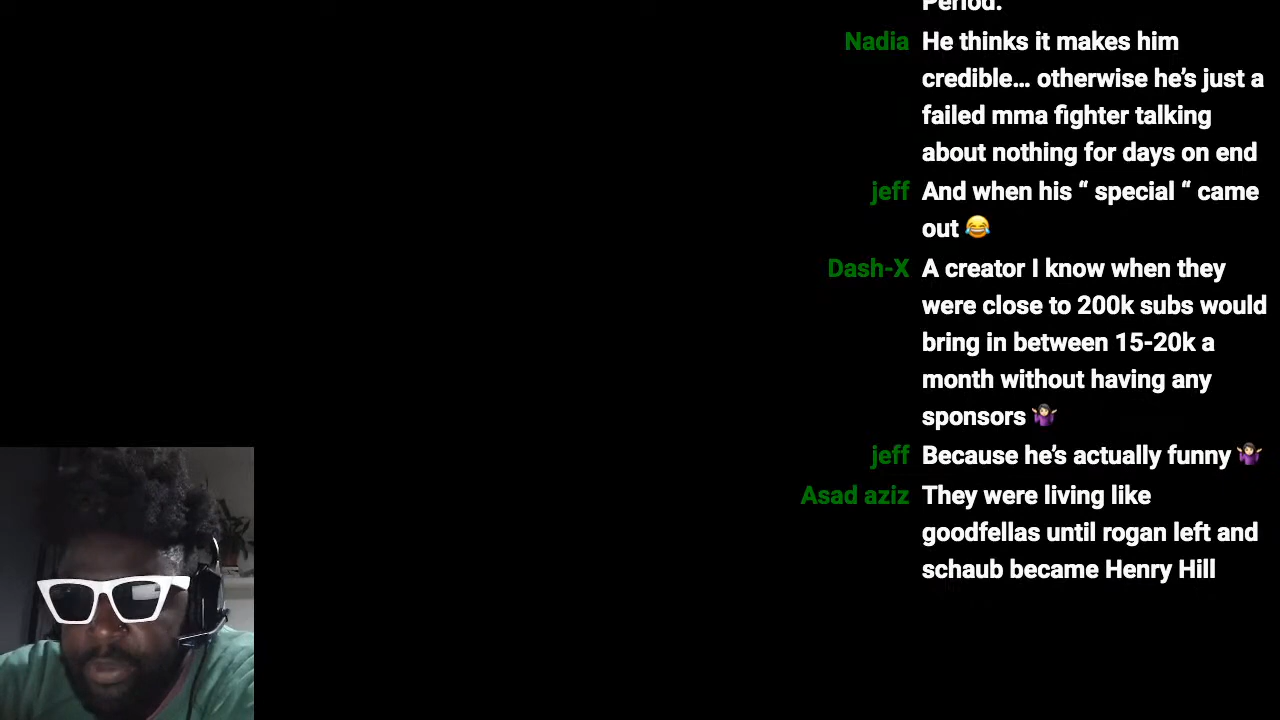 Period.
Nadia He thinks it makes him
credible… otherwise he’s just a
failed mma fighter talking
about nothing for days on end
jeff And when his “ special “ came
out 😂
Dash-X A creator I know when they
were close to 200k subs would
bring in between 15-20k a
month without having any
sponsors 🤷🏻‍♀️
jeff Because he’s actually funny 🤷🏻‍♀️
Asad aziz They were living like
goodfellas until rogan left and
schaub became Henry Hill